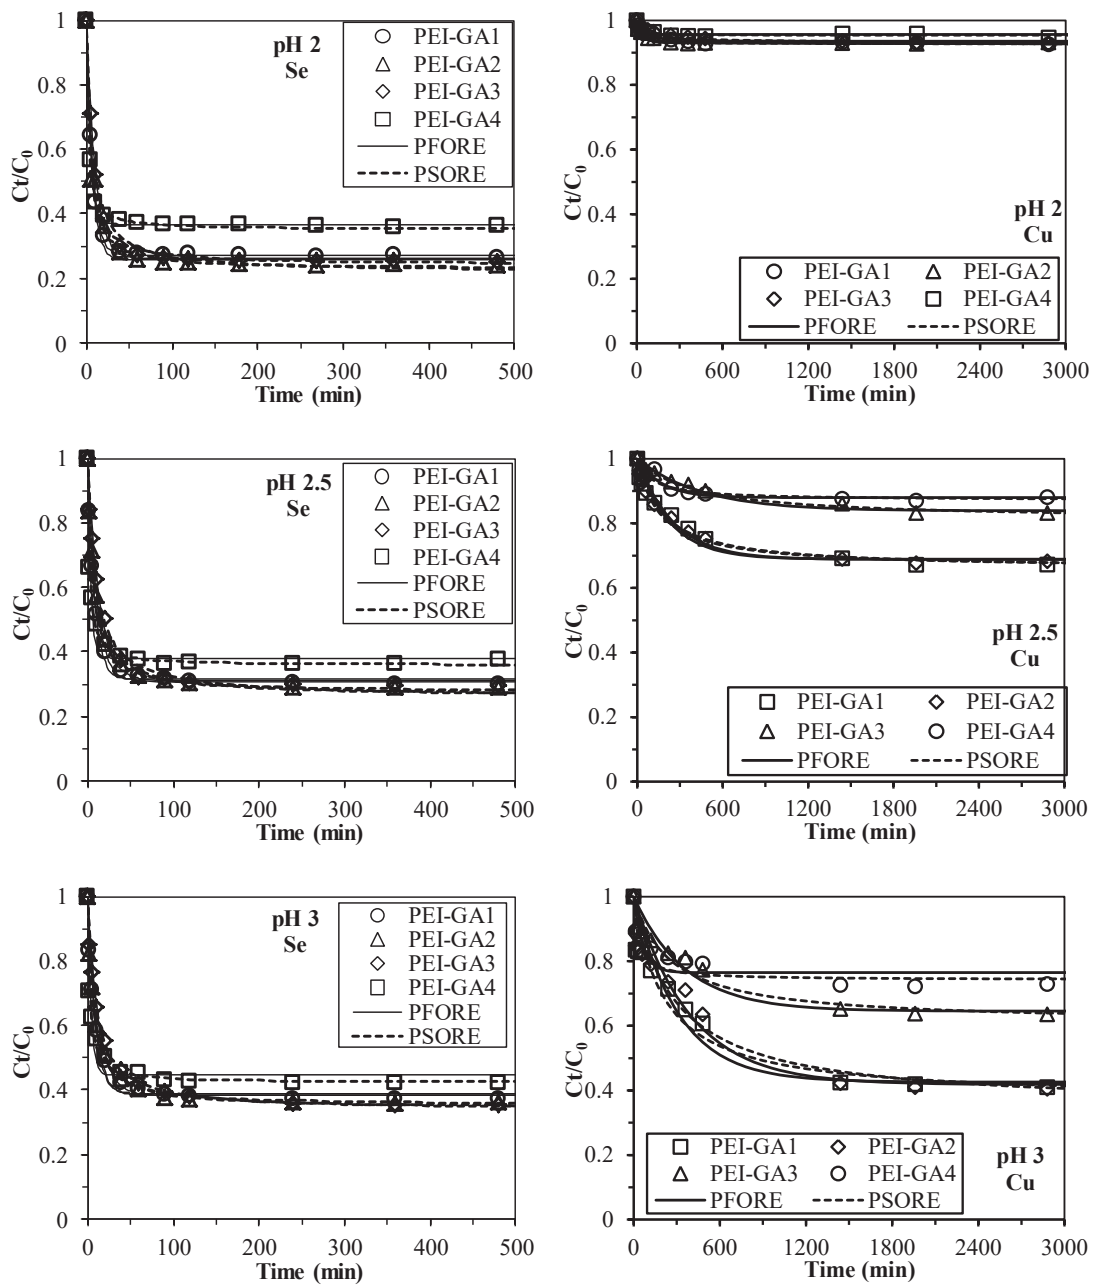 1
0.8
0.6
0.4
0.2
0
Ct/C0
pH 2
Se
PEI-GA1
PEI-GA2
PEI-GA3
PEI-GA4
PFORE
PSORE
0 100 200 300 400 500
Time (min)
1
0.8
0.6
0.4
0.2
0
Ct/C0
pH 2
Cu
PEI-GA1 PEI-GA2
PEI-GA3 PEI-GA4
PFORE PSORE
0 600 1200 1800 2400 3000
Time (min)
1
0.8
0.6
0.4
0.2
0
Ct/C0
pH 2.5
Se
PEI-GA1
PEI-GA2
PEI-GA3
PEI-GA4
PFORE
PSORE
0 100 200 300 400 500
Time (min)
1
0.8
0.6
0.4
0.2
0
Ct/C0
pH 2.5
Cu
PEI-GA1 PEI-GA2
PEI-GA3 PEI-GA4
PFORE PSORE
0 600 1200 1800 2400 3000
Time (min)
1
0.8
0.6
0.4
0.2
0
Ct/C0
pH 3
Se
PEI-GA1
PEI-GA2
PEI-GA3
PEI-GA4
PFORE
PSORE
0 100 200 300 400 500
Time (min)
1
0.8
0.6
0.4
0.2
0
Ct/C0
pH 3
Cu
PEI-GA1 PEI-GA2
PEI-GA3 PEI-GA4
PFORE PSORE
0 600 1200 1800 2400 3000
Time (min)